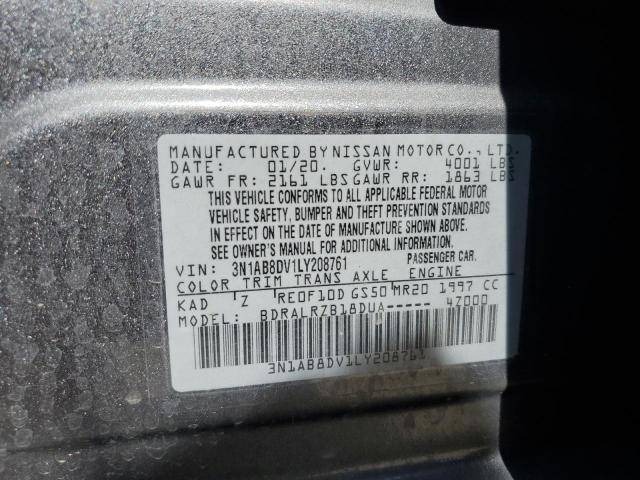 MANUFACTURED BY NISSAN MOTOR CO., LTD.
DATE: 01/20. GVWR: 4001 LBS
GAWR FR: 2161 LBS GAWR RR: 1863 LBS
THIS VEHICLE CONFORMS TO ALL APPLICABLE FEDERAL MOTOR
VEHICLE SAFETY, BUMPER AND THEFT PREVENTION STANDARDS
IN EFFECT ON THE DATE OF MANUFACTURE SHOWN ABOVE.
SEE OWNER'S MANUAL FOR ADDITIONAL INFORMATION.
VIN: 3N1AB8DV1LY208761 PASSENGER CAR.
COLOR TRIM TRANS AXLE ENGINE
KAD Z RE0F10D GS50 MR20 1997 CC
MODEL: BDRALRZB18DUA----- 4Z000
3N1AB8DV1LY208761